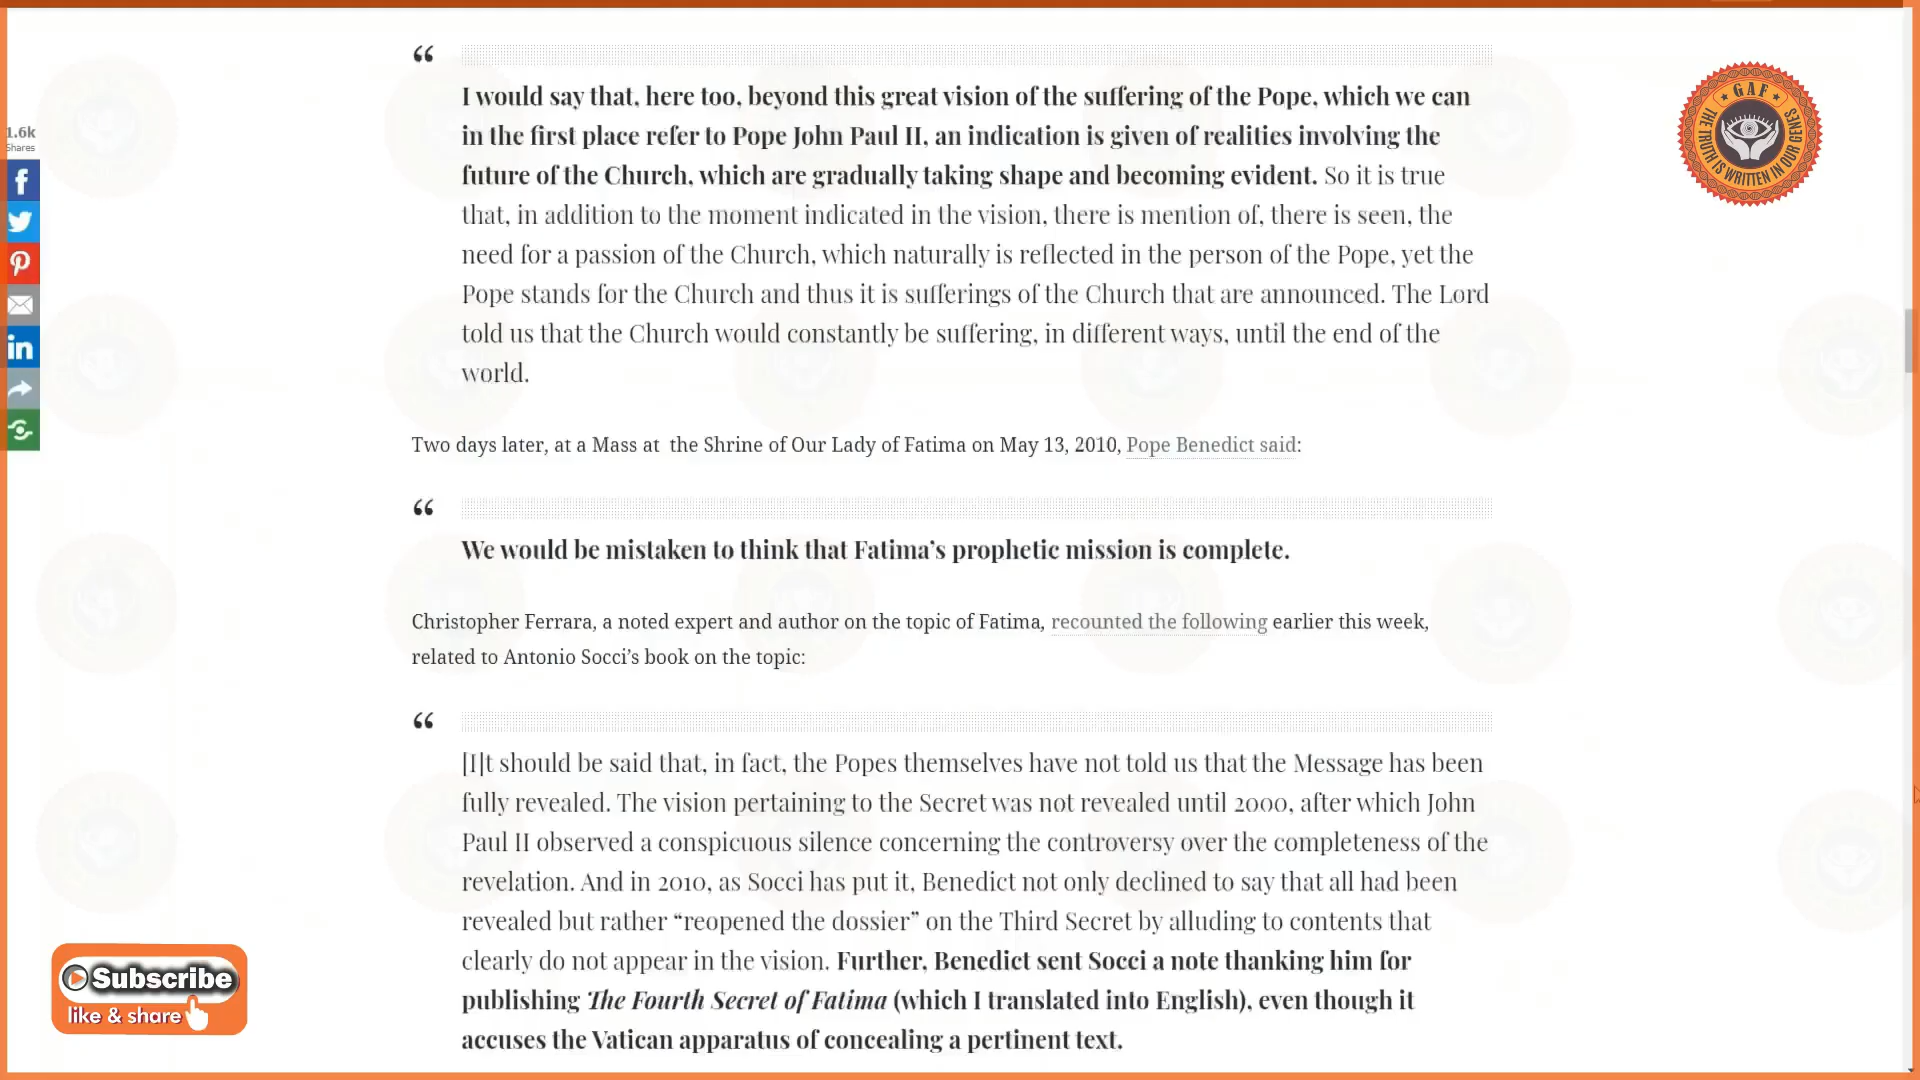 “
I would say that, here too, beyond this great vision of the suffering of the Pope, which we can
in the first place refer to Pope John Paul II, an indication is given of realities involving the
future of the Church, which are gradually taking shape and becoming evident. So it is true
that, in addition to the moment indicated in the vision, there is mention of, there is seen, the
need for a passion of the Church, which naturally is reflected in the person of the Pope, yet the
Pope stands for the Church and thus it is sufferings of the Church that are announced. The Lord
told us that the Church would constantly be suffering, in different ways, until the end of the
world.
1.6k
Shares
GAF
THE TRUTH IS WRITTEN IN OUR GENES
Two days later, at a Mass at the Shrine of Our Lady of Fatima on May 13, 2010, Pope Benedict said:
“
We would be mistaken to think that Fatima’s prophetic mission is complete.
Christopher Ferrara, a noted expert and author on the topic of Fatima, recounted the following earlier this week,
related to Antonio Socci’s book on the topic:
“
[I]t should be said that, in fact, the Popes themselves have not told us that the Message has been
fully revealed. The vision pertaining to the Secret was not revealed until 2000, after which John
Paul II observed a conspicuous silence concerning the controversy over the completeness of the
revelation. And in 2010, as Socci has put it, Benedict not only declined to say that all had been
revealed but rather “reopened the dossier” on the Third Secret by alluding to contents that
clearly do not appear in the vision. Further, Benedict sent Socci a note thanking him for
publishing The Fourth Secret of Fatima (which I translated into English), even though it
accuses the Vatican apparatus of concealing a pertinent text.
Subscribe
like & share